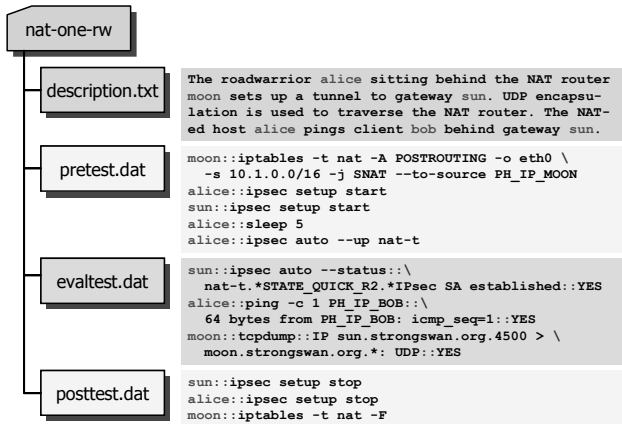 nat-one-rw
description.txt
The roadwarrior alice sitting behind the NAT router
moon sets up a tunnel to gateway sun. UDP encapsu-
lation is used to traverse the NAT router. The NAT-
ed host alice pings client bob behind gateway sun.
pretest.dat
moon::iptables -t nat -A POSTROUTING -o eth0 \
-s 10.1.0.0/16 -j SNAT --to-source PH_IP_MOON
alice::ipsec setup start
sun::ipsec setup start
alice::sleep 5
alice::ipsec auto --up nat-t
evaltest.dat
sun::ipsec auto --status::\
nat-t.*STATE_QUICK_R2.*IPsec SA established::YES
alice::ping -c 1 PH_IP_BOB::\
64 bytes from PH_IP_BOB: icmp_seq=1::YES
moon::tcpdump::IP sun.strongswan.org.4500 > \
moon.strongswan.org.*: UDP::YES
posttest.dat
sun::ipsec setup stop
alice::ipsec setup stop
moon::iptables -t nat -F